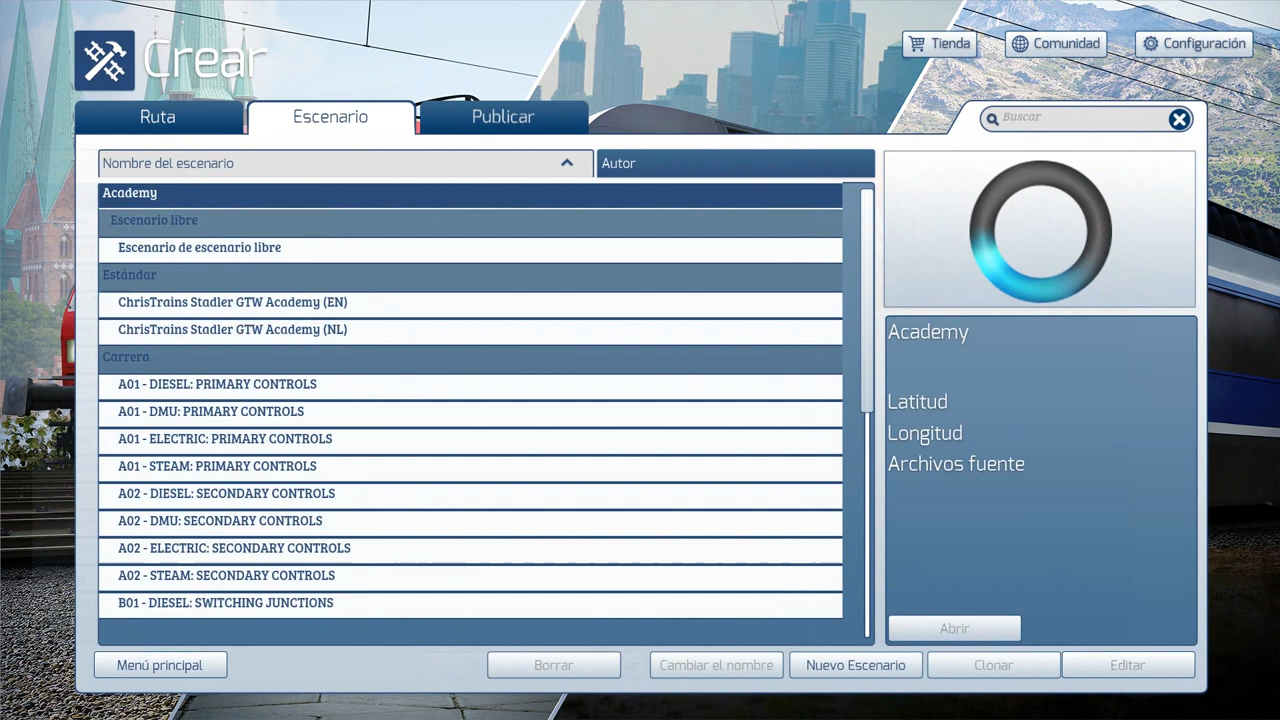 Crear
Tienda
Comunidad
Configuración
Ruta
Escenario
Publicar
Buscar
Nombre del escenario
Autor
Academy
Escenario libre
Escenario de escenario libre
Estándar
ChrisTrains Stadler GTW Academy (EN)
ChrisTrains Stadler GTW Academy (NL)
Carrera
A01 - DIESEL: PRIMARY CONTROLS
A01 - DMU: PRIMARY CONTROLS
A01 - ELECTRIC: PRIMARY CONTROLS
A01 - STEAM: PRIMARY CONTROLS
A02 - DIESEL: SECONDARY CONTROLS
A02 - DMU: SECONDARY CONTROLS
A02 - ELECTRIC: SECONDARY CONTROLS
A02 - STEAM: SECONDARY CONTROLS
B01 - DIESEL: SWITCHING JUNCTIONS
Academy
Latitud
Longitud
Archivos fuente
Abrir
Menú principal
Borrar
Cambiar el nombre
Nuevo Escenario
Clonar
Editar